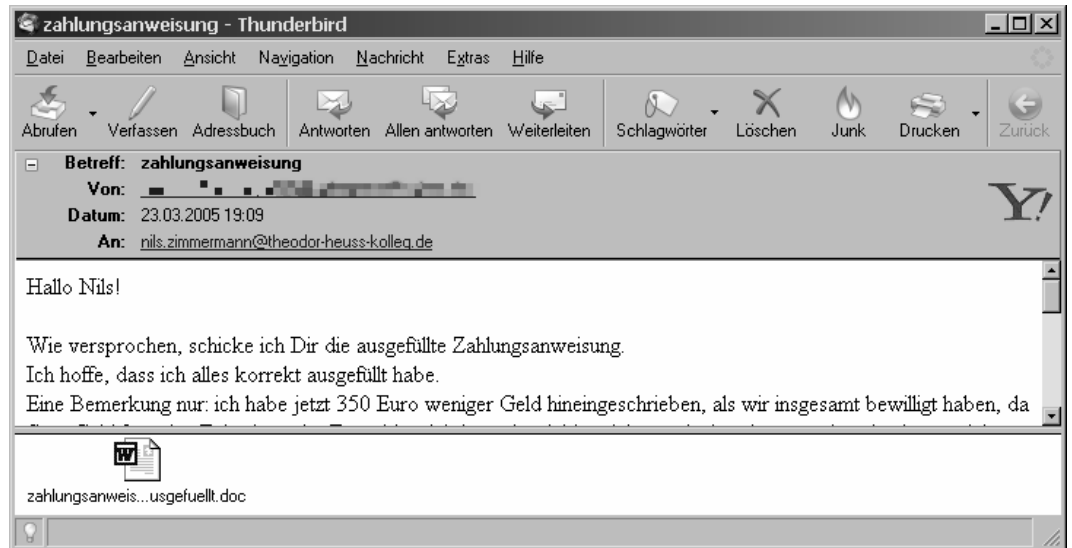 zahlungsanweisung - Thunderbird
Datei Bearbeiten Ansicht Navigation Nachricht Extras Hilfe
Abrufen Verfassen Adressbuch Antworten Allen antworten Weiterleiten Schlagwörter Löschen Junk Drucken Zurück
Betreff: zahlungsanweisung
Von:
Datum: 23.03.2005 19:09
An: nils.zimmermann@theodor-heuss-kolleg.de
Y!
Hallo Nils!
Wie versprochen, schicke ich Dir die ausgefüllte Zahlungsanweisung.
Ich hoffe, dass ich alles korrekt ausgefüllt habe.
Eine Bemerkung nur: ich habe jetzt 350 Euro weniger Geld hineingeschrieben, als wir insgesamt bewilligt haben, da
zahlungsanweis...usgefuellt.doc